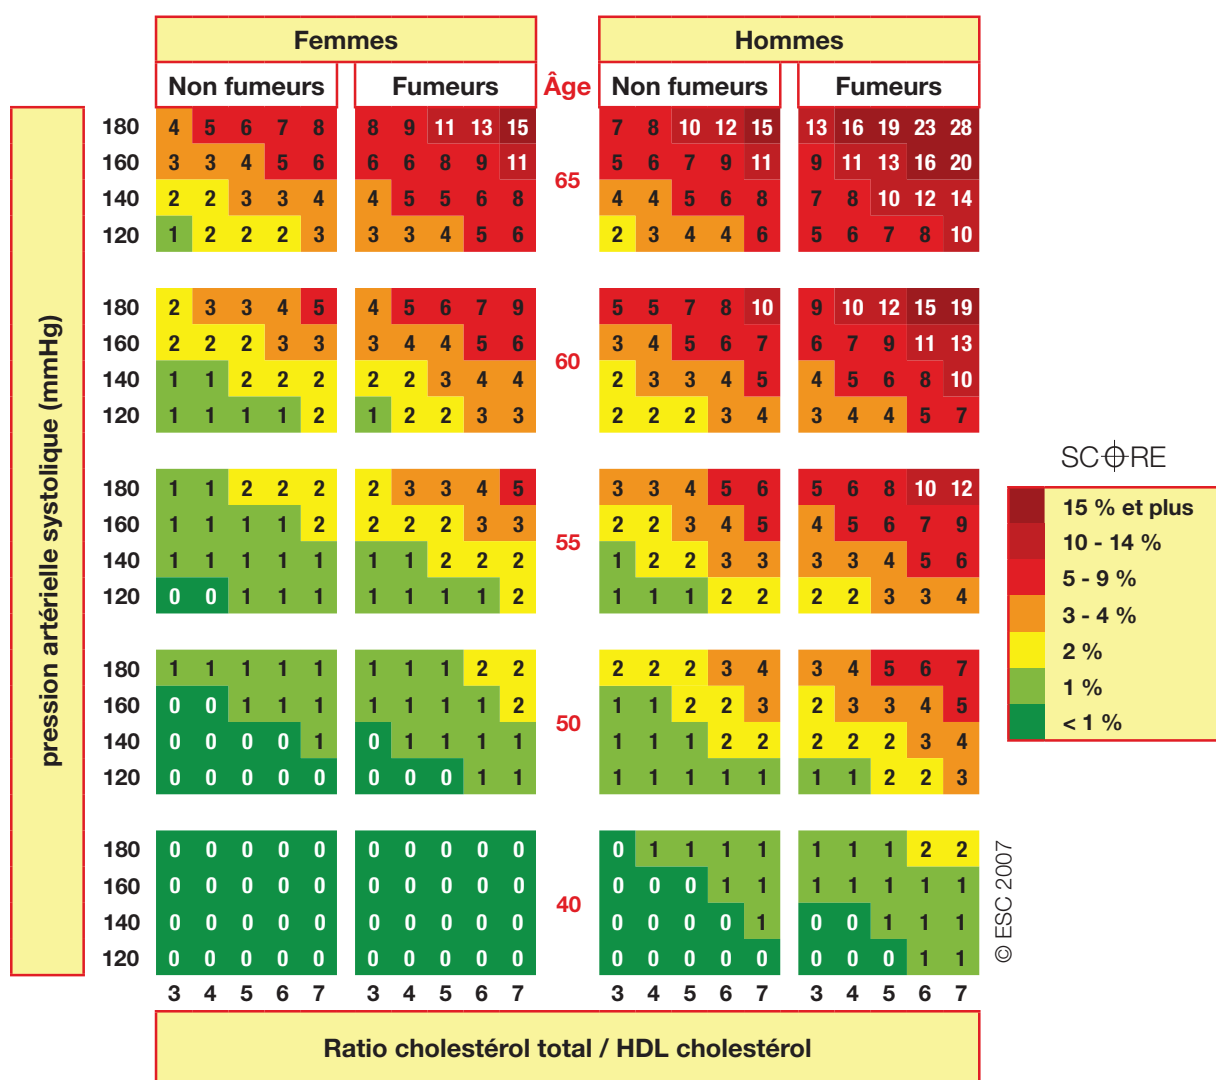 Femmes Hommes
Non fumeurs Fumeurs Âge Non fumeurs Fumeurs
pression artérielle systolique (mmHg)
180 4 5 6 7 8 8 9 11 13 15 7 8 10 12 15 13 16 19 23 28
160 3 3 4 5 6 6 6 8 9 11 5 6 7 9 11 9 11 13 16 20
65
140 2 2 3 3 4 4 5 5 6 8 4 4 5 6 8 7 8 10 12 14
120 1 2 2 2 3 3 3 4 5 6 2 3 4 4 6 5 6 7 8 10
180 2 3 3 4 5 4 5 6 7 9 5 5 7 8 10 9 10 12 15 19
160 2 2 2 3 3 3 4 4 5 6 3 4 5 6 7 6 7 9 11 13
60
140 1 1 2 2 2 2 2 3 4 4 2 3 3 4 5 4 5 6 8 10
120 1 1 1 1 2 1 2 2 3 3 2 2 2 3 4 3 4 4 5 7
180 1 1 2 2 2 2 3 3 4 5 3 3 4 5 6 5 6 8 10 12
160 1 1 1 1 2 2 2 2 3 3 2 2 3 4 5 4 5 6 7 9
55
140 1 1 1 1 1 1 1 2 2 2 1 2 2 3 3 3 3 4 5 6
120 0 0 1 1 1 1 1 1 1 2 1 1 1 2 2 2 2 3 3 4
180 1 1 1 1 1 1 1 1 2 2 2 2 2 3 4 3 4 5 6 7
160 0 0 1 1 1 1 1 1 1 2 1 1 2 2 3 2 3 3 4 5
50
140 0 0 0 0 1 0 1 1 1 1 1 1 1 2 2 2 2 2 3 4
120 0 0 0 0 0 0 0 0 1 1 1 1 1 1 1 1 1 2 2 3
180 0 0 0 0 0 0 0 0 0 0 0 1 1 1 1 1 1 1 2 2
160 0 0 0 0 0 0 0 0 0 0 0 0 0 1 1 1 1 1 1 1
40
140 0 0 0 0 0 0 0 0 0 0 0 0 0 0 1 0 0 1 1 1
120 0 0 0 0 0 0 0 0 0 0 0 0 0 0 0 0 0 0 1 1
3 4 5 6 7 3 4 5 6 7 3 4 5 6 7 3 4 5 6 7
Ratio cholestérol total / HDL cholestérol
© ESC 2007
SCORE
15 % et plus
10 - 14 %
5 - 9 %
3 - 4 %
2 %
1 %
< 1 %